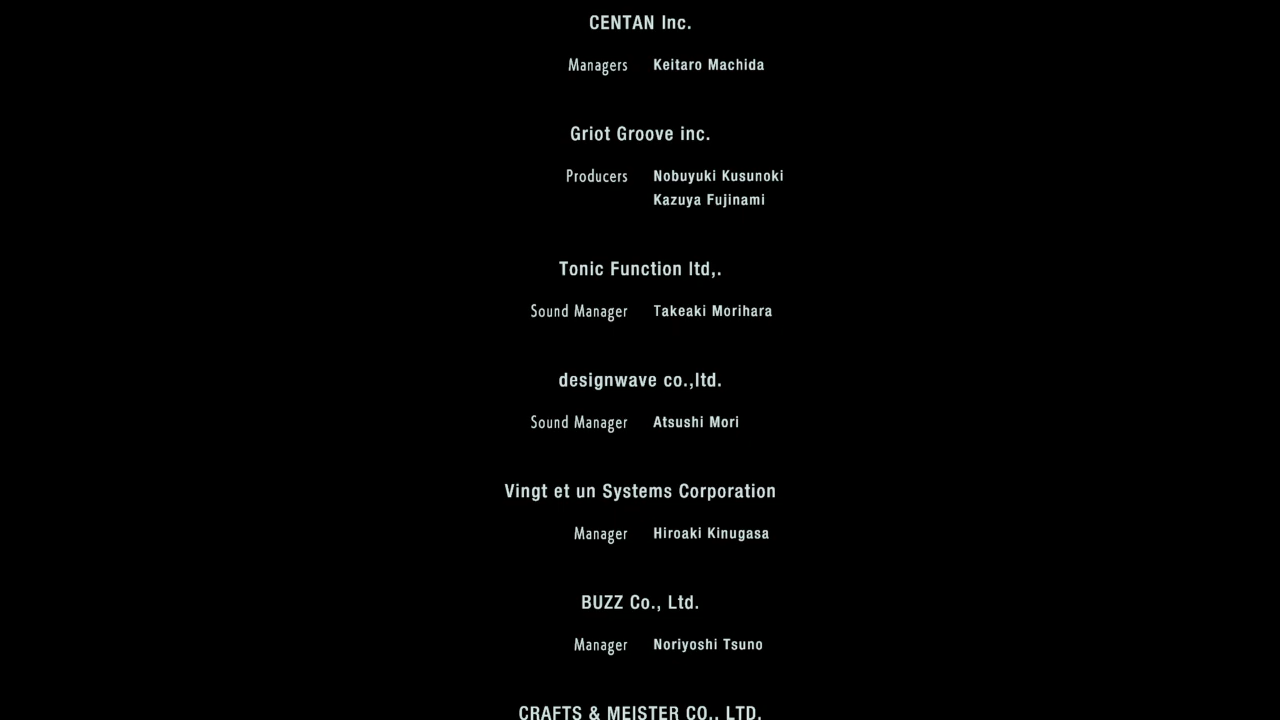 CENTAN Inc.
Managers Keitaro Machida
Griot Groove inc.
Producers Nobuyuki Kusunoki
Kazuya Fujinami
Tonic Function ltd,.
Sound Manager Takeaki Morihara
designwave co.,ltd.
Sound Manager Atsushi Mori
Vingt et un Systems Corporation
Manager Hiroaki Kinugasa
BUZZ Co., Ltd.
Manager Noriyoshi Tsuno
CRAFTS & MEISTER CO., LTD.